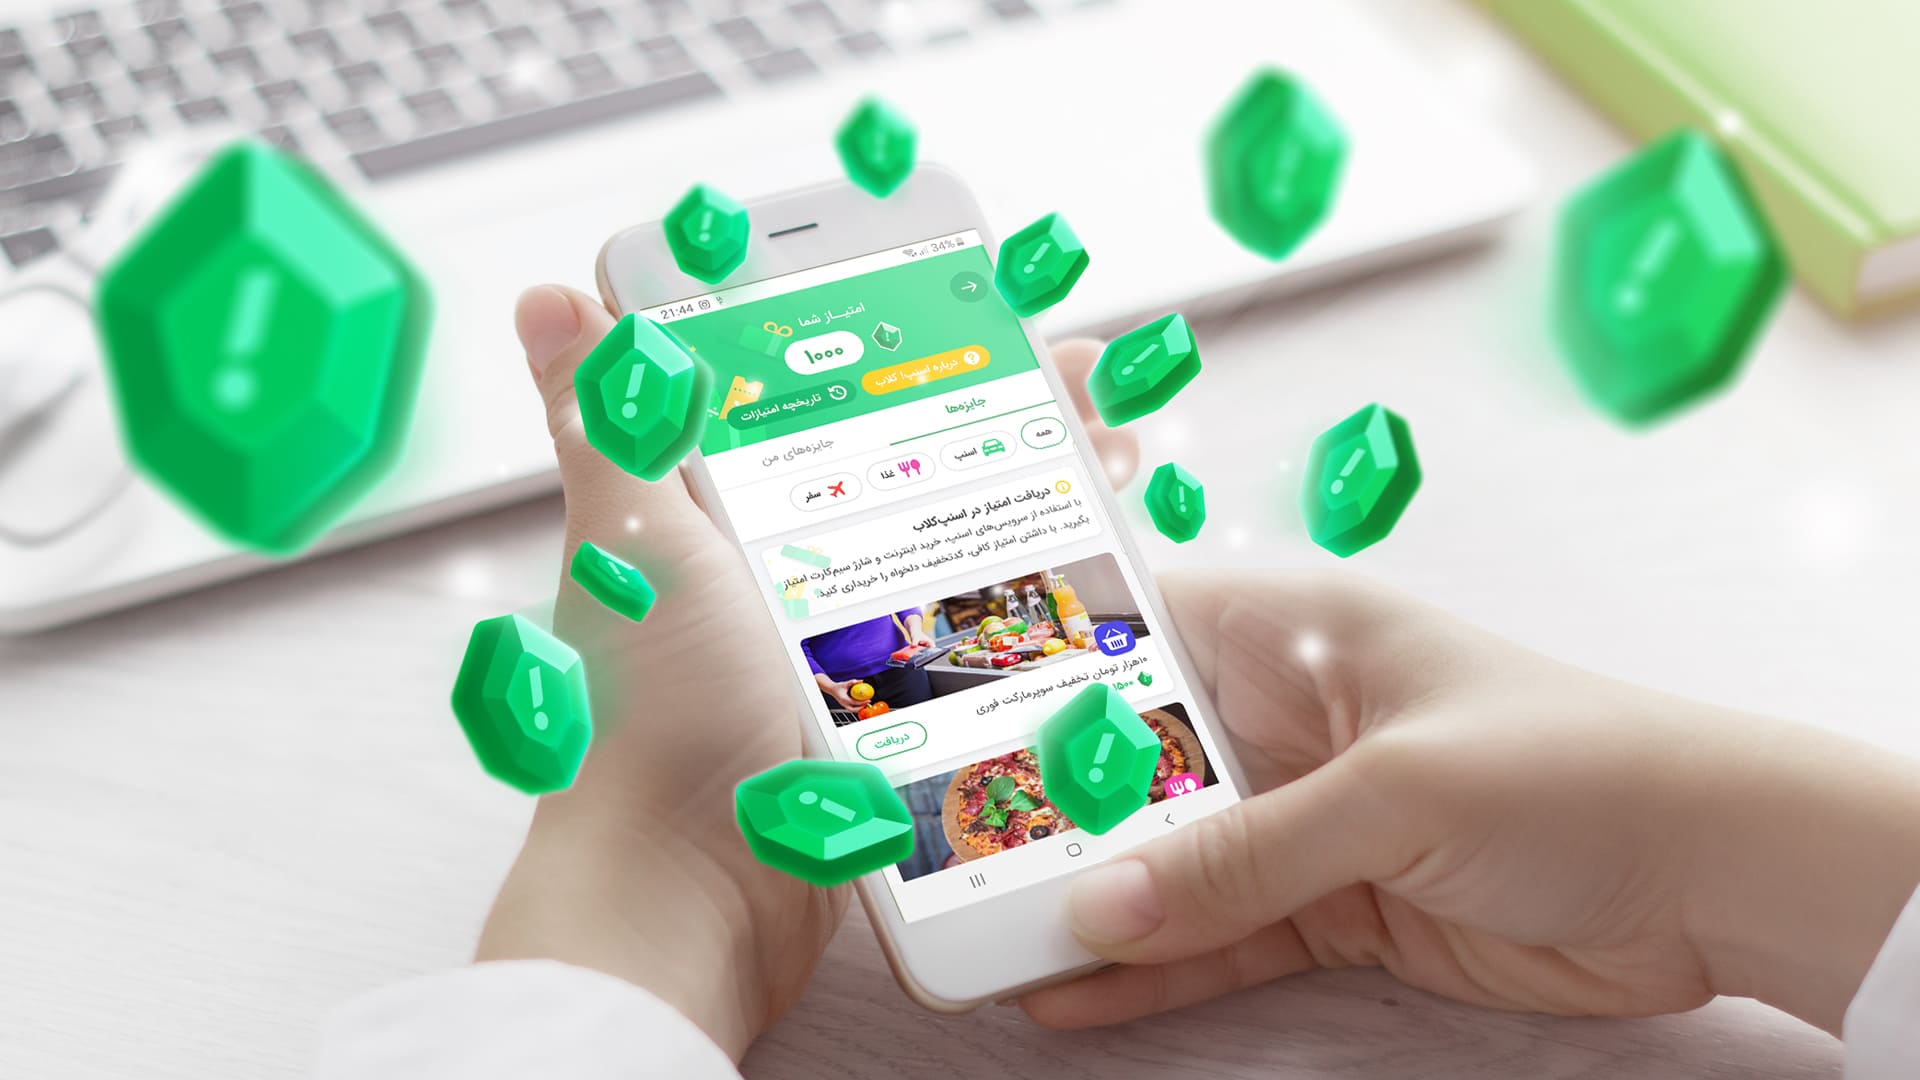 21:44
34%
امتیــاز شما
۱۰۰۰
درباره اسنپ! کلاب
تاریخچه امتیازات
جایزه‌ها
جایزه‌های من
همه
اسنپ
غذا
سفر
دریافت امتیاز در اسنپ‌کلاب
با استفاده از سرویس‌های اسنپ، خرید اینترنت و شارژ سیم‌کارت امتیاز
بگیرید. با داشتن امتیاز کافی، کدتخفیف دلخواه را خریداری کنید.
۱۰هزار تومان تخفیف سوپرمارکت فوری
۱۵۰۰
دریافت